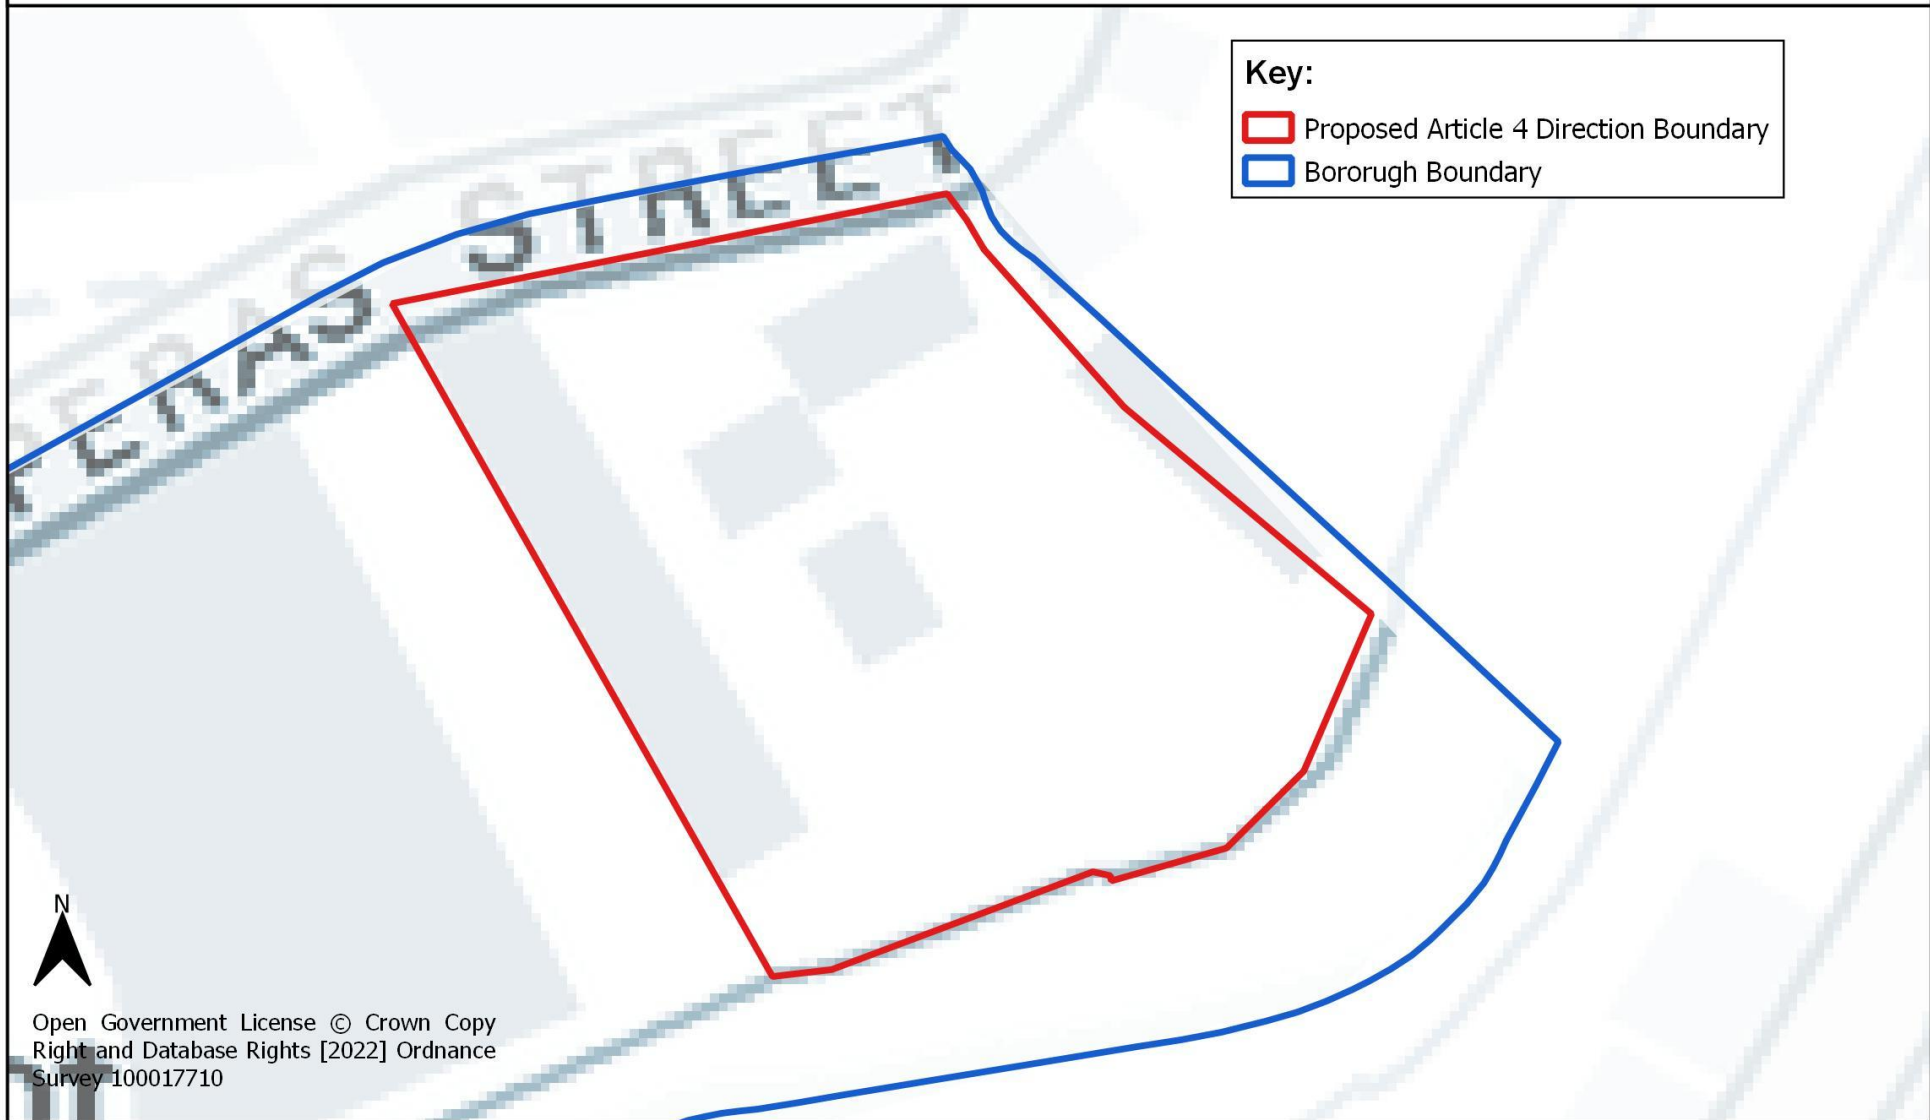 Key:
Proposed Article 4 Direction Boundary
Bororugh Boundary
STREET
N
Open Government License © Crown Copy
Right and Database Rights [2022] Ordnance
Survey 100017710